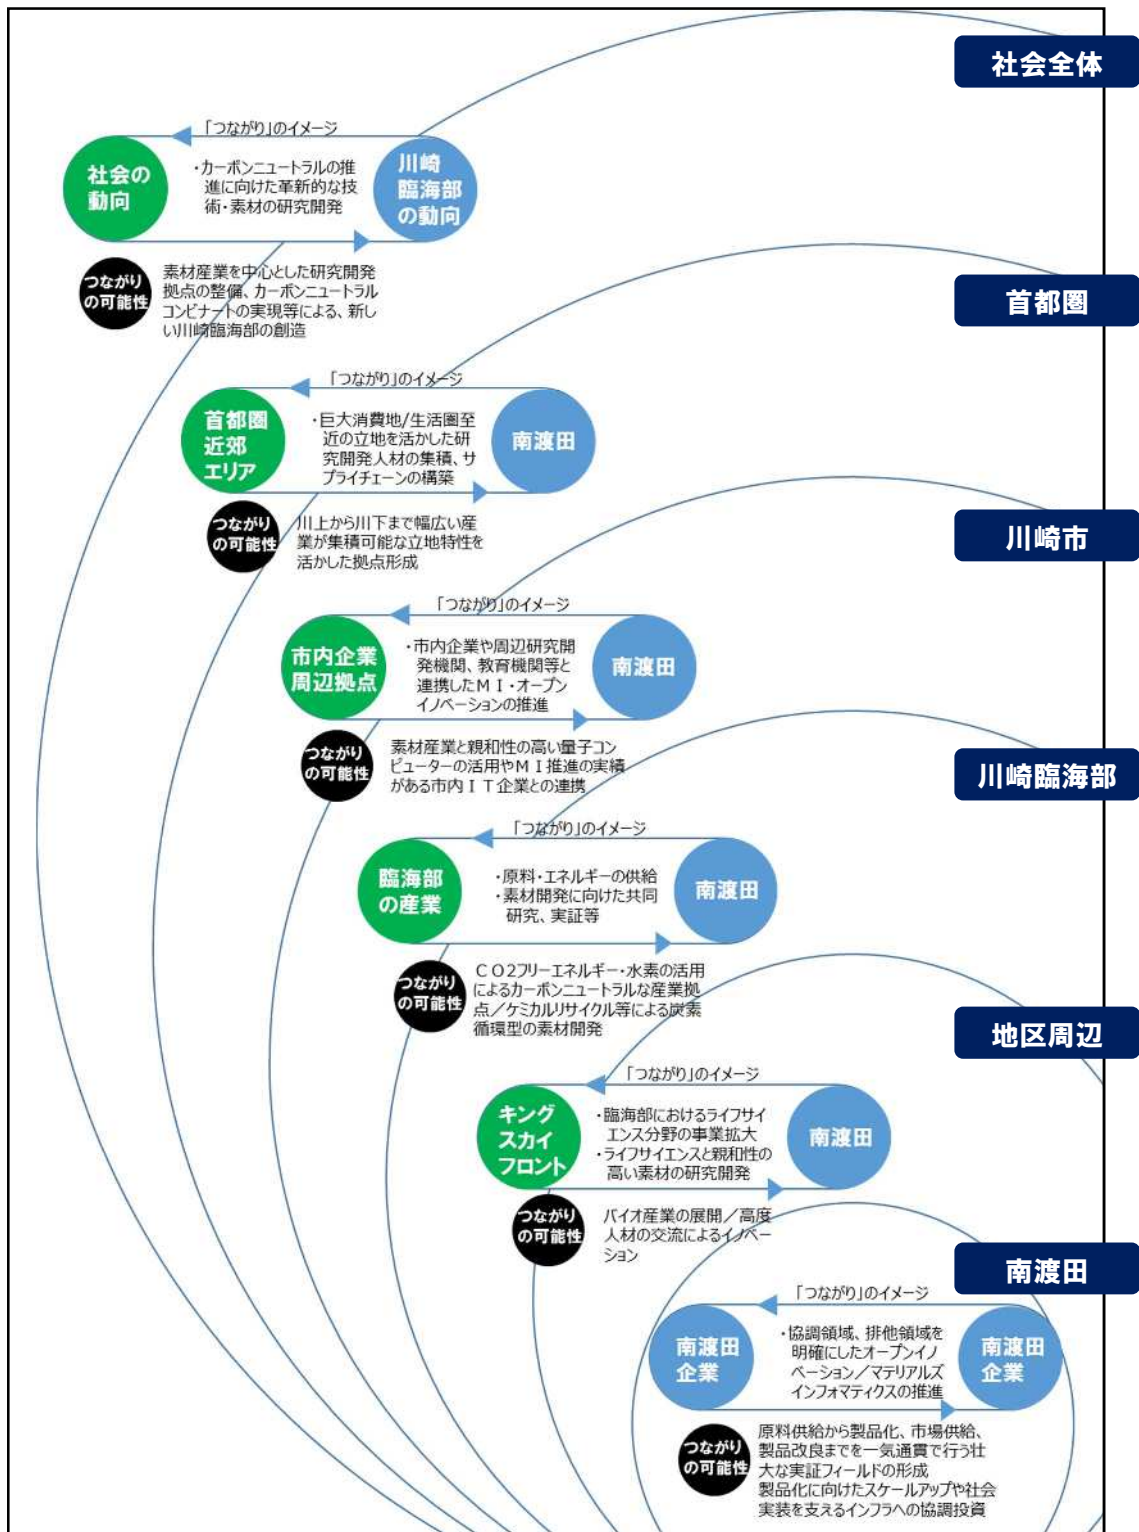 社会全体
「つながり」のイメージ
社会の
動向
・カーボンニュートラルの推
進に向けた革新的な技
術・素材の研究開発
川崎
臨海部
の動向
つながり
の可能性
素材産業を中心とした研究開発
拠点の整備、カーボンニュートラル
コンビナートの実現等による、新し
い川崎臨海部の創造
首都圏
「つながり」のイメージ
首都圏
近郊
エリア
・巨大消費地/生活圏至
近の立地を活かした研
究開発人材の集積、サ
プライチェーンの構築
南渡田
つながり
の可能性
川上から川下まで幅広い産
業が集積可能な立地特性を
活かした拠点形成
川崎市
「つながり」のイメージ
市内企業
周辺拠点
・市内企業や周辺研究開
発機関、教育機関等と
連携したＭＩ・オープン
イノベーションの推進
南渡田
つながり
の可能性
素材産業と親和性の高い量子コン
ピューターの活用やＭＩ推進の実績
がある市内ＩＴ企業との連携
川崎臨海部
「つながり」のイメージ
臨海部
の産業
・原料・エネルギーの供給
・素材開発に向けた共同
研究、実証等
南渡田
つながり
の可能性
ＣＯ２フリーエネルギー・水素の活用
によるカーボンニュートラルな産業拠
点／ケミカルリサイクル等による炭素
循環型の素材開発
地区周辺
「つながり」のイメージ
キング
スカイ
フロント
・臨海部におけるライフサイ
エンス分野の事業拡大
・ライフサイエンスと親和性の
高い素材の研究開発
南渡田
つながり
の可能性
バイオ産業の展開／高度
人材の交流によるイノベー
ション
南渡田
「つながり」のイメージ
南渡田
企業
・協調領域、排他領域を
明確にしたオープンイノ
ベーション／マテリアルズ
インフォマティクスの推進
南渡田
企業
つながり
の可能性
原料供給から製品化、市場供給、
製品改良までを一気通貫で行う壮
大な実証フィールドの形成
製品化に向けたスケールアップや社会
実装を支えるインフラへの協調投資